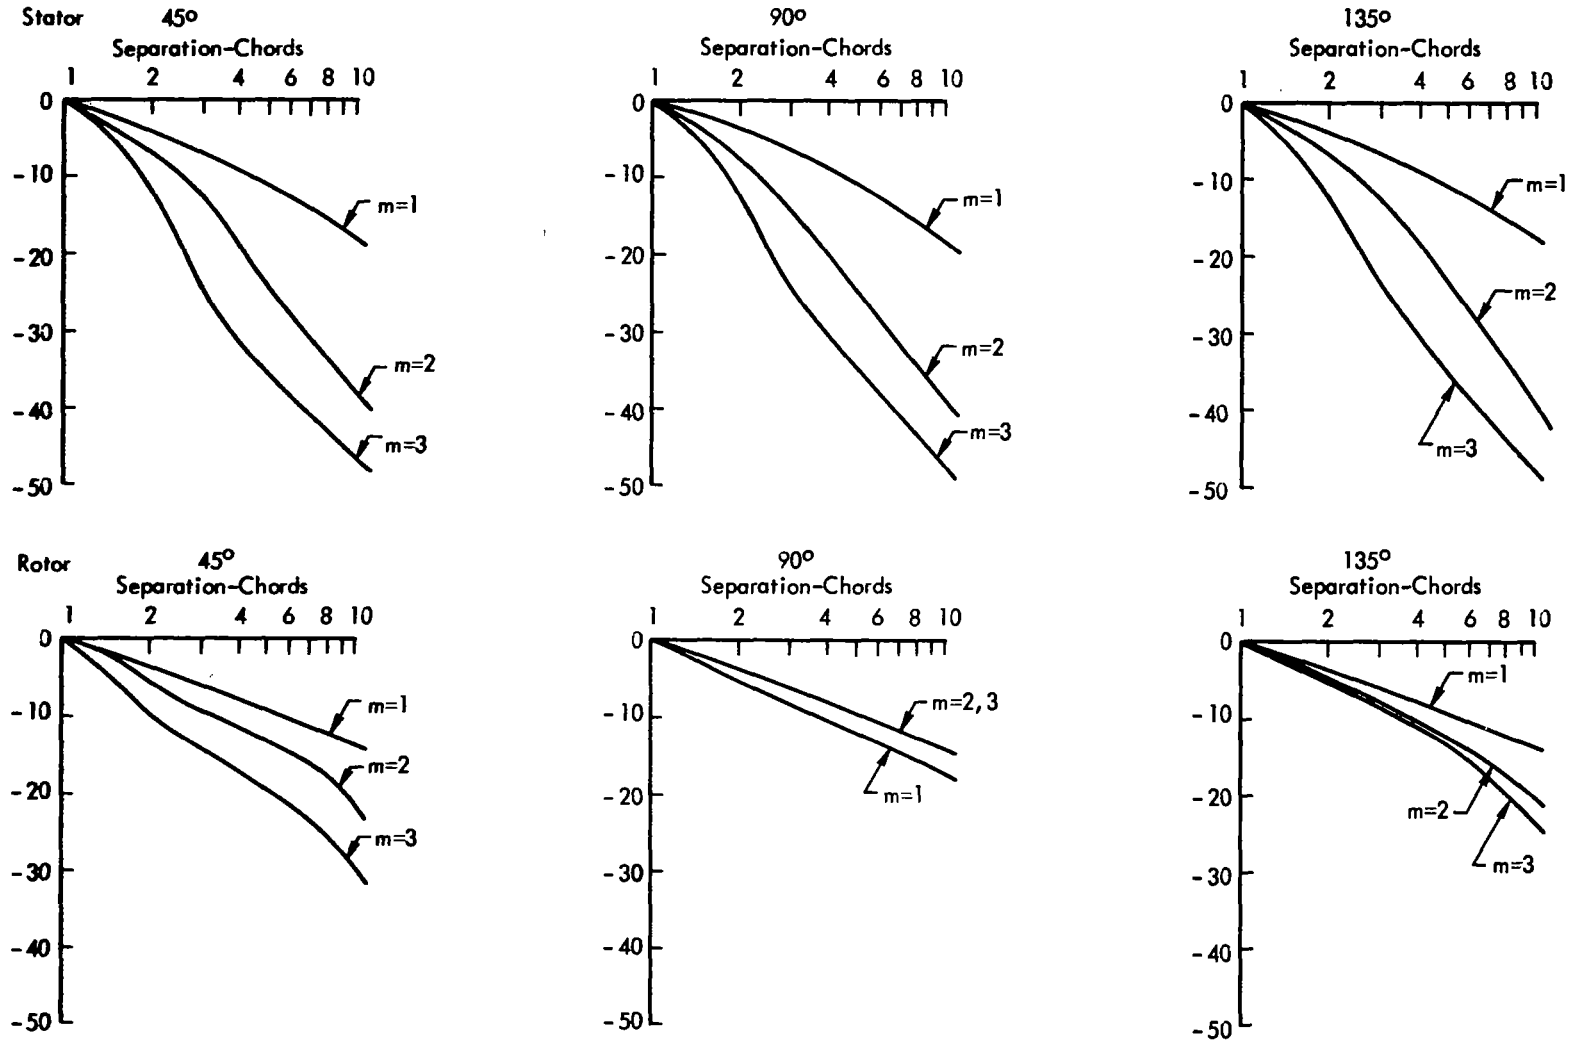 Stator 45° 90° 135°
Separation-Chords Separation-Chords Separation-Chords
1 2 4 6 8 10 1 2 4 6 8 10 1 2 4 6 8 10
0 0 0
-10 -10 -10
m=1 m=1 m=1
-20 -20 -20
m=2
-30 -30 -30
m=2 m=2
-40 -40 -40
m=3 m=3 m=3
-50 -50 -50
Rotor 45° 90° 135°
Separation-Chords Separation-Chords Separation-Chords
1 2 4 6 8 10 1 2 4 6 8 10 1 2 4 6 8 10
0 0 0
m=1
m=1 m=2,3
-10 -10 -10
m=2
-20 m=1 -20 -20
m=2
m=3 m=3
-30 -30 -30
-40 -40 -40
-50 -50 -50